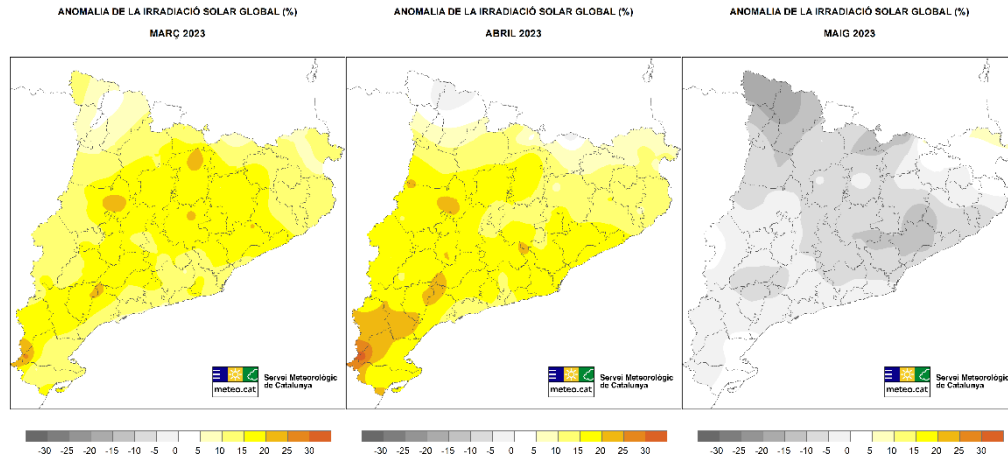 ANOMALIA DE LA IRRADIACIÓ SOLAR GLOBAL (%)
MARÇ 2023
meteo.cat
Servei Meteorològic
de Catalunya
-30 -25 -20 -15 -10 -5 0 5 10 15 20 25 30
ANOMALIA DE LA IRRADIACIÓ SOLAR GLOBAL (%)
ABRIL 2023
meteo.cat
Servei Meteorològic
de Catalunya
-30 -25 -20 -15 -10 -5 0 5 10 15 20 25 30
ANOMALIA DE LA IRRADIACIÓ SOLAR GLOBAL (%)
MAIG 2023
meteo.cat
Servei Meteorològic
de Catalunya
-30 -25 -20 -15 -10 -5 0 5 10 15 20 25 30